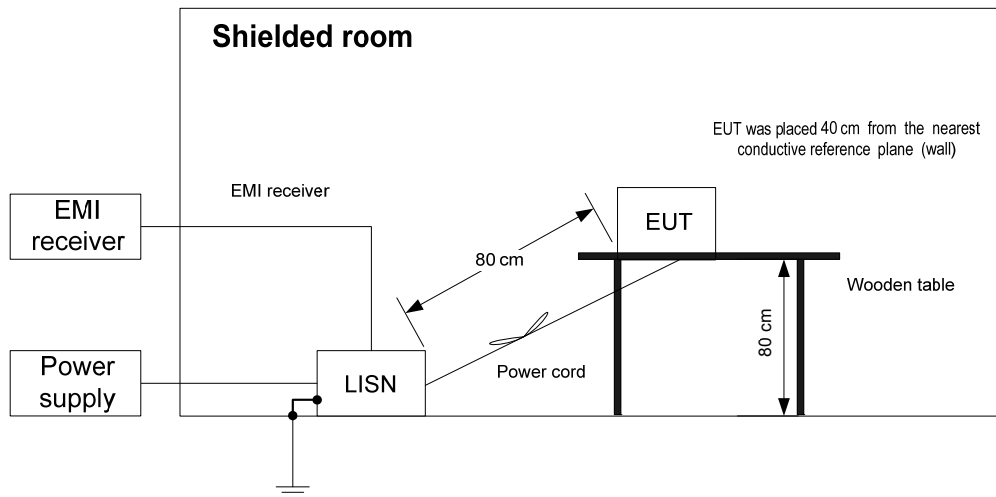 Shielded room
EUT was placed 40 cm from the nearest
conductive reference plane (wall)
EMI receiver
EMI
receiver
EUT
80 cm
Wooden table
80 cm
Power
supply
LISN
Power cord